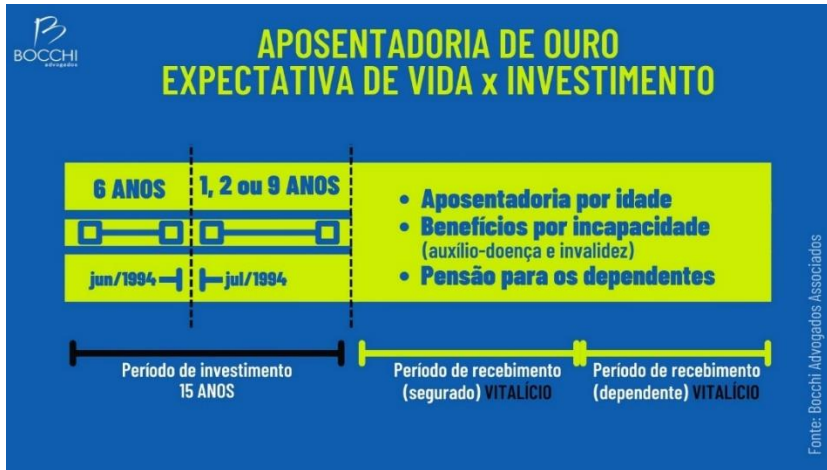 BOCCHI
advogados
APOSENTADORIA DE OURO
EXPECTATIVA DE VIDA x INVESTIMENTO
6 ANOS
1, 2 ou 9 ANOS
jun/1994
jul/1994
• Aposentadoria por idade
• Benefícios por incapacidade
(auxílio-doença e invalidez)
• Pensão para os dependentes
Período de investimento
15 ANOS
Período de recebimento
(segurado) VITALÍCIO
Período de recebimento
(dependente) VITALÍCIO
Fonte: Bocchi Advogados Associados